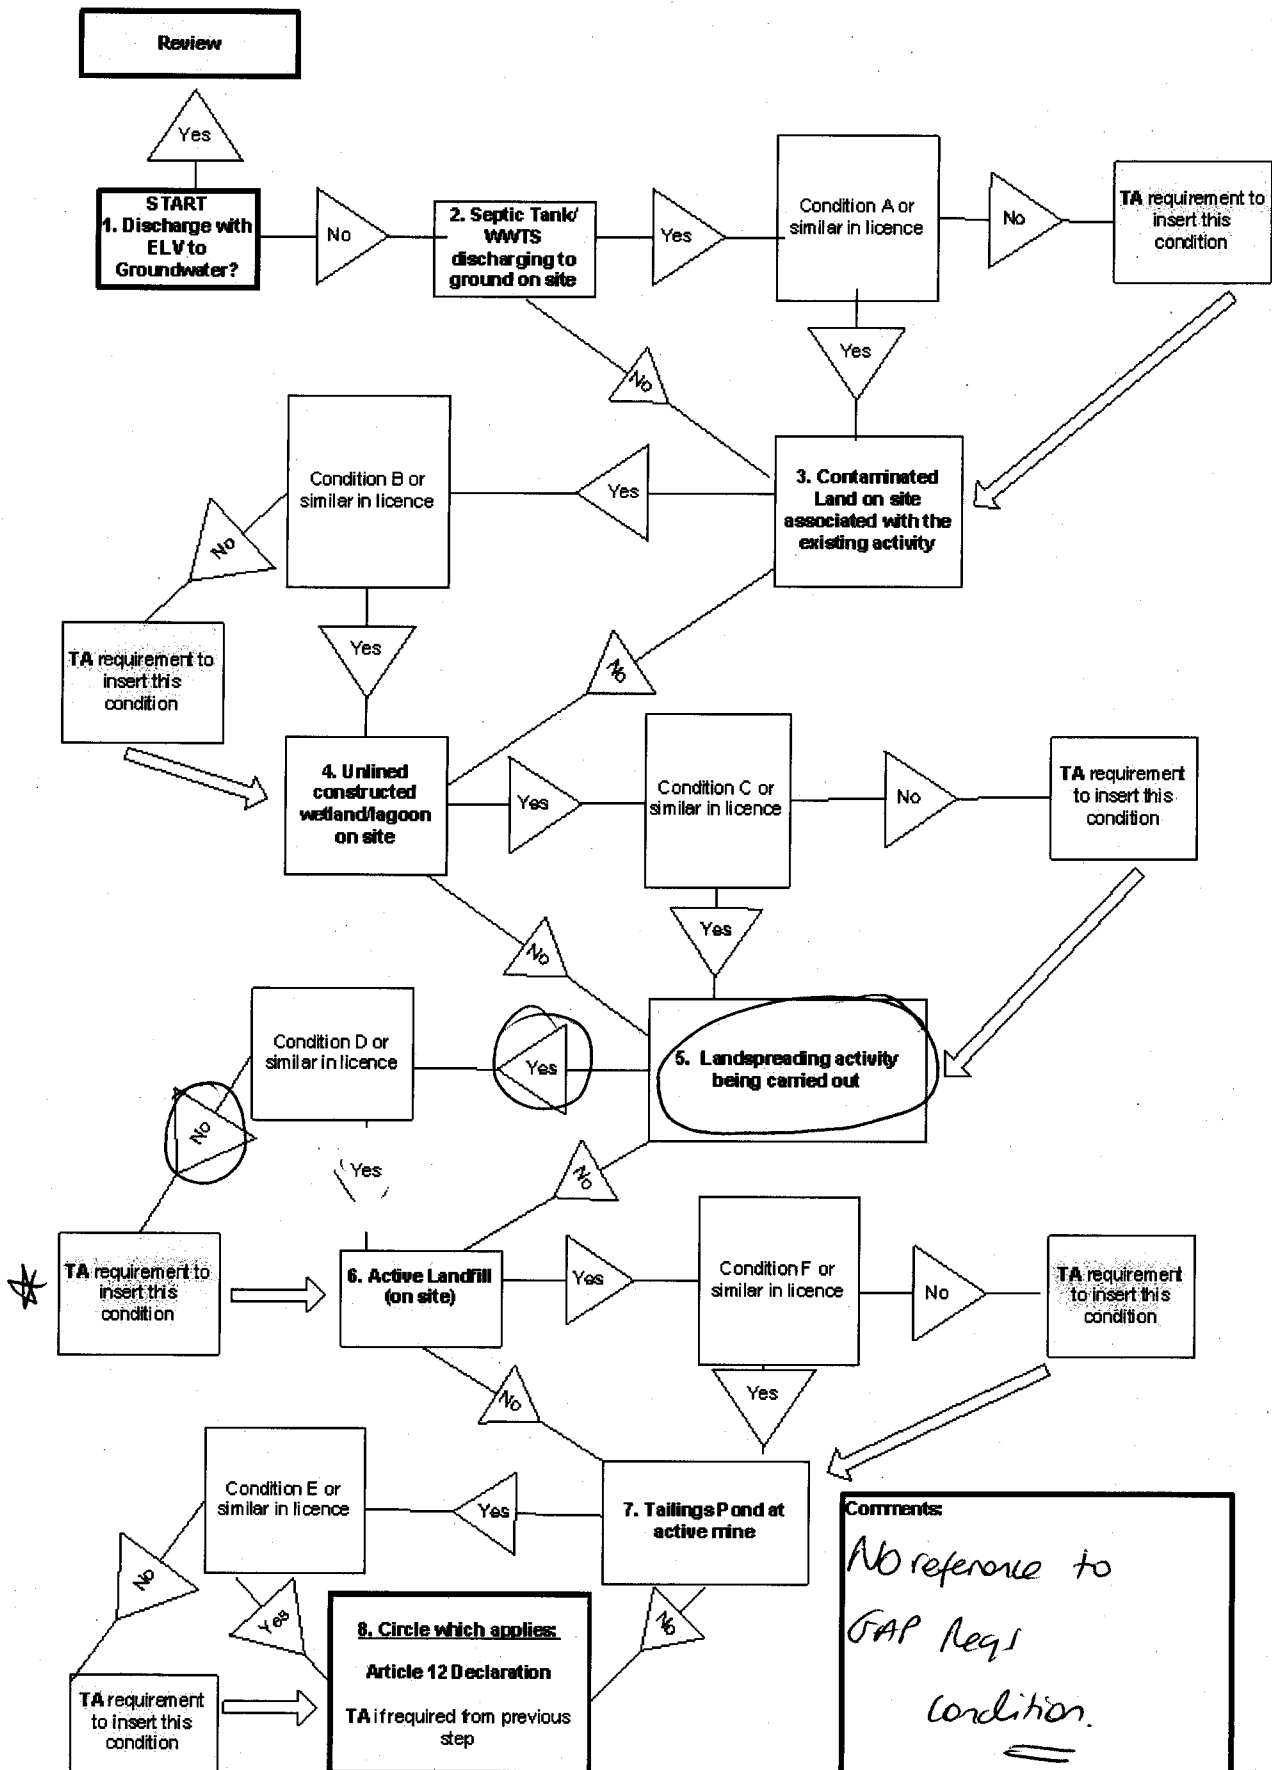 Review
Yes
START
1. Discharge with
ELV to
Groundwater?
No
2. Septic Tank/
WWTS
discharging to
ground on site
Yes
Condition A or
similar in licence
No
TA requirement to
insert this
condition
Yes
No
3. Contaminated
Land on site
associated with the
existing activity
Yes
Condition B or
similar in licence
No
TA requirement to
insert this
condition
Yes
No
4. Unlined
constructed
wetland/lagoon
on site
Yes
Condition C or
similar in licence
No
TA requirement
to insert this
condition
Yes
No
5. Landspreading activity
being carried out
Yes
Condition D or
similar in licence
No
TA requirement to
insert this
condition
Yes
No
6. Active Landfill
(on site)
Yes
Condition F or
similar in licence
No
TA requirement
to insert this
condition
Yes
No
7. Tailings Pond at
active mine
Yes
Condition E or
similar in licence
No
TA requirement
to insert this
condition
Yes
No
8. Circle which applies:
Article 12 Declaration
TA if required from previous
step
Comments:
No reference to
GAP Regs
condition.